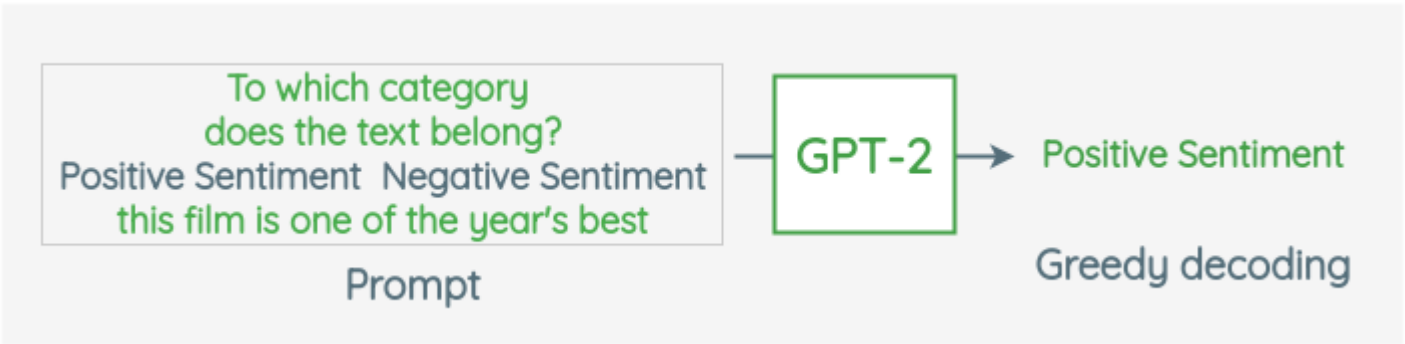 To which category
does the text belong?
Positive Sentiment  Negative Sentiment
this film is one of the year's best
Prompt
GPT-2
Positive Sentiment
Greedy decoding